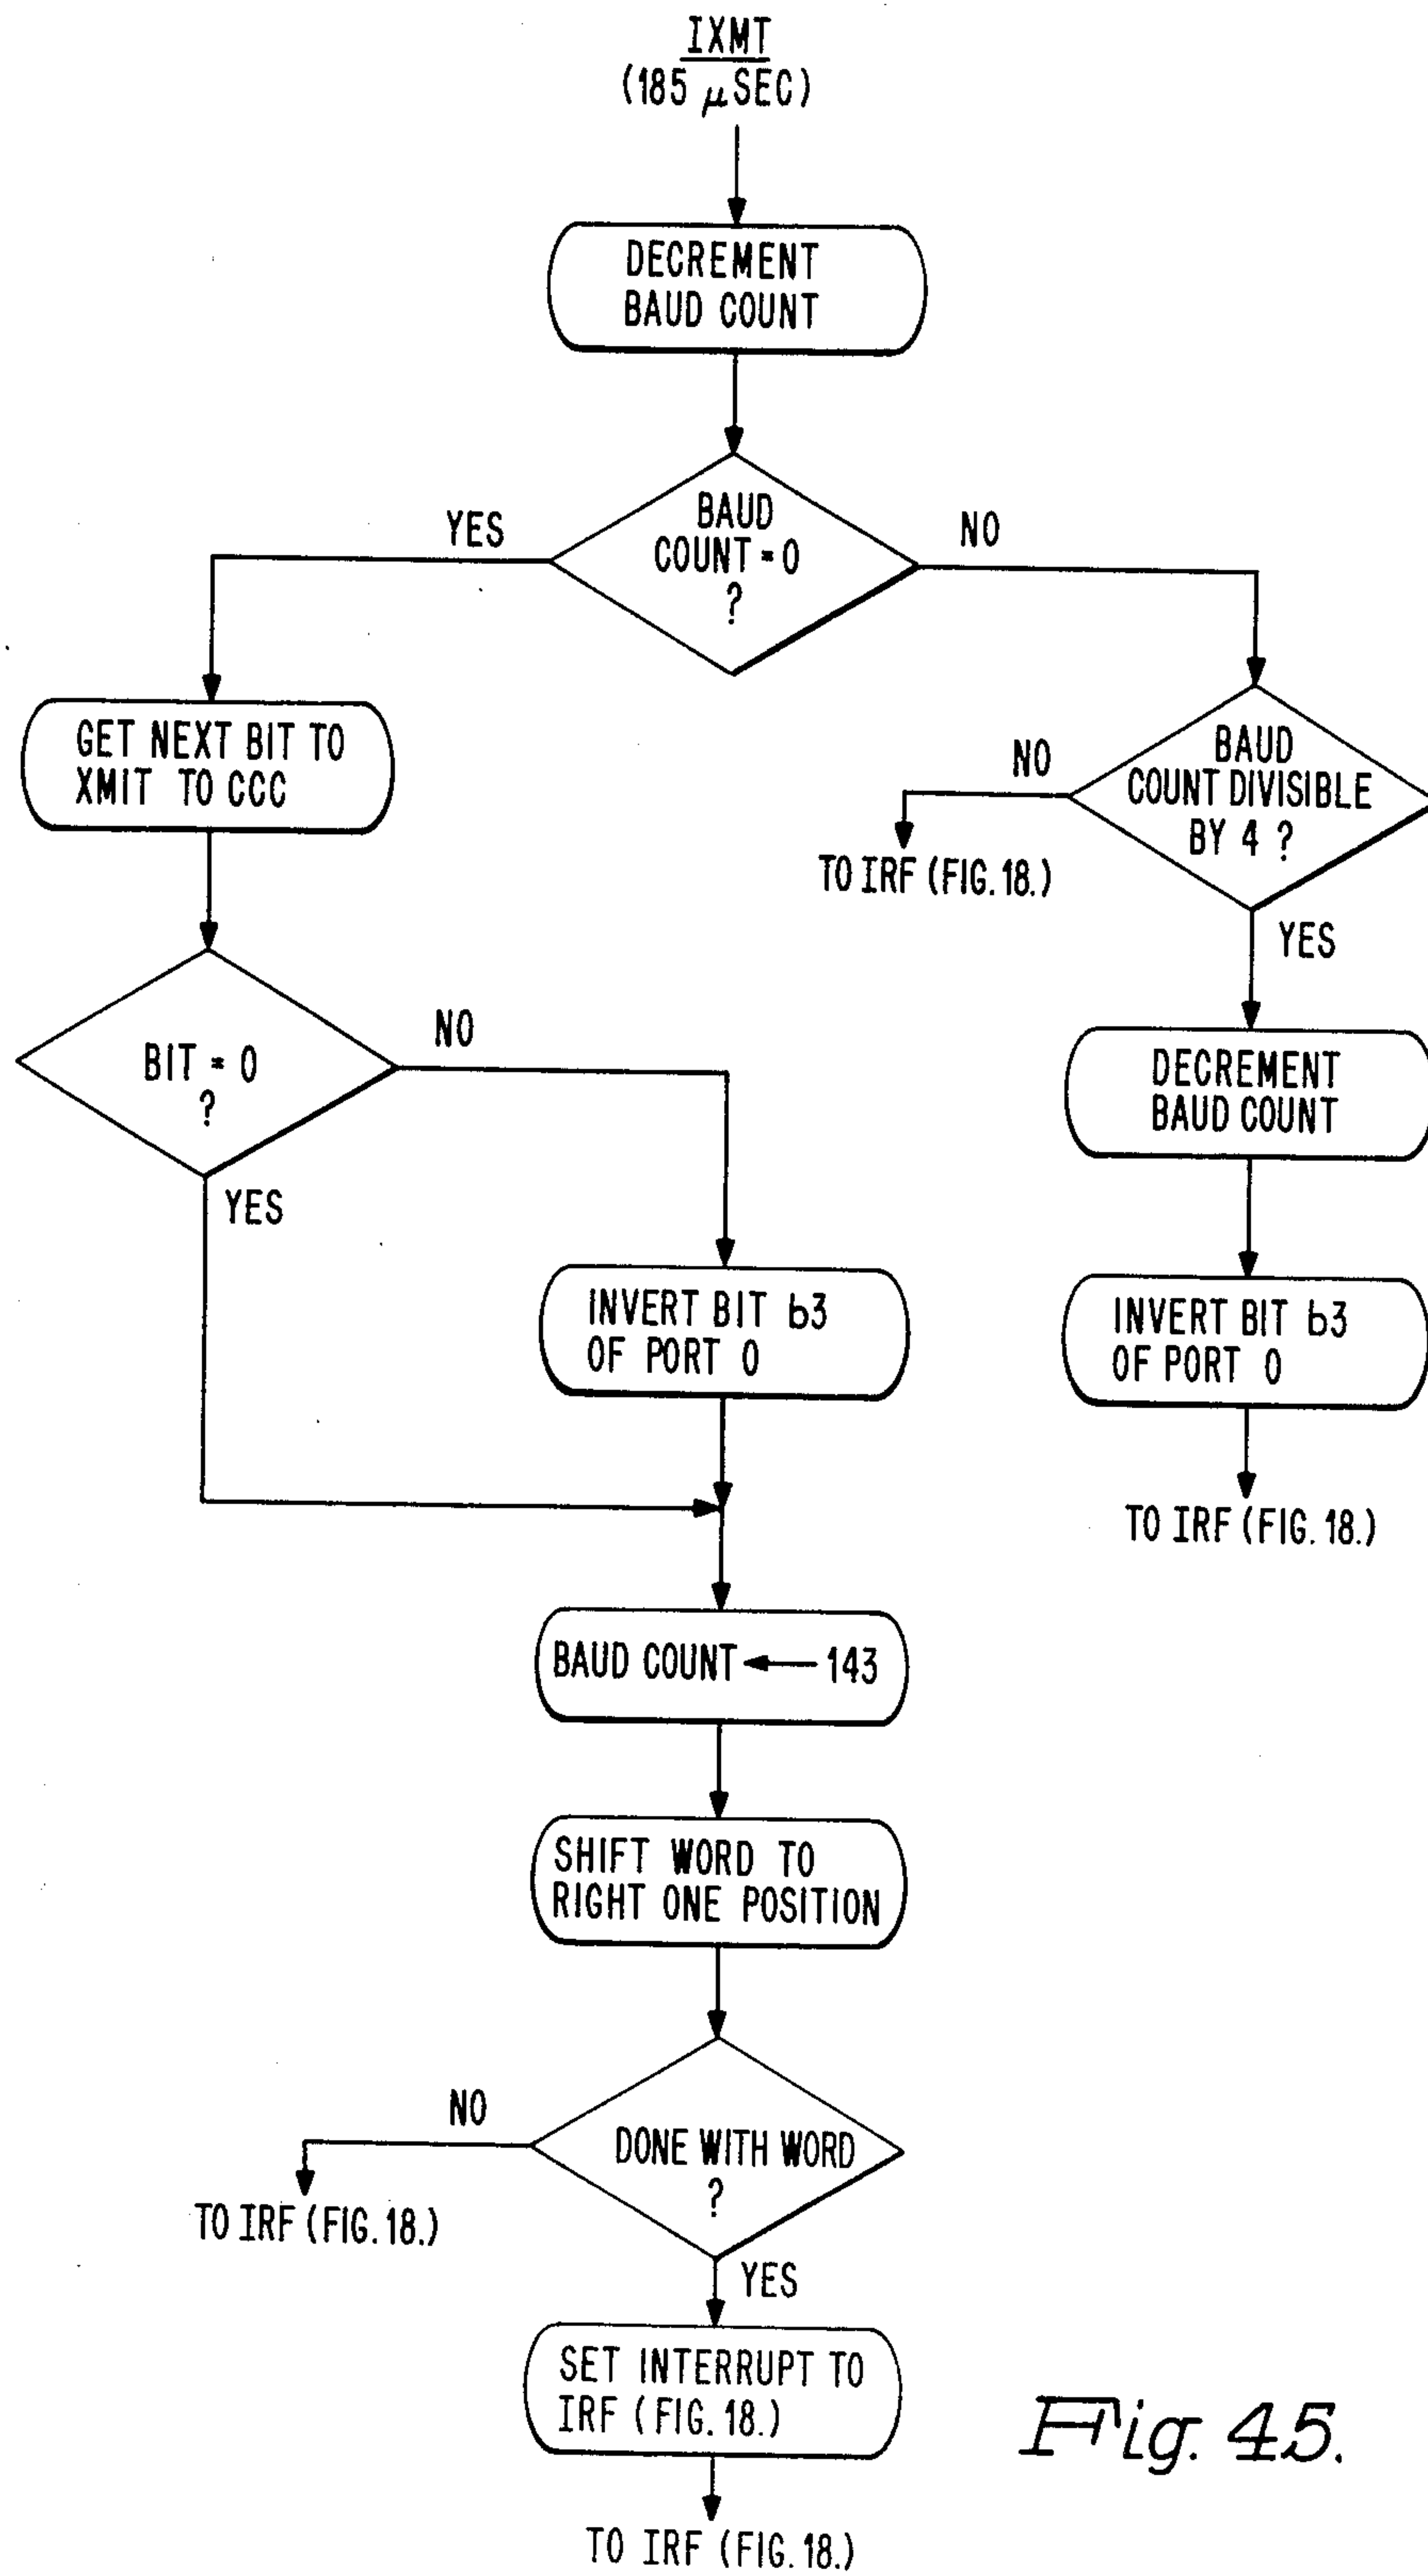 IXMT
(185 μSEC)
DECREMENT
BAUD COUNT
BAUD
COUNT = 0
?
YES
NO
GET NEXT BIT TO
XMIT TO CCC
BAUD
COUNT DIVISIBLE
BY 4 ?
NO
TO IRF (FIG. 18.)
YES
BIT = 0
?
NO
YES
DECREMENT
BAUD COUNT
INVERT BIT b3
OF PORT 0
INVERT BIT b3
OF PORT 0
TO IRF (FIG. 18.)
BAUD COUNT ← 143
SHIFT WORD TO
RIGHT ONE POSITION
DONE WITH WORD
?
NO
TO IRF (FIG. 18.)
YES
SET INTERRUPT TO
IRF (FIG. 18.)
TO IRF (FIG. 18.)
Fig. 45.